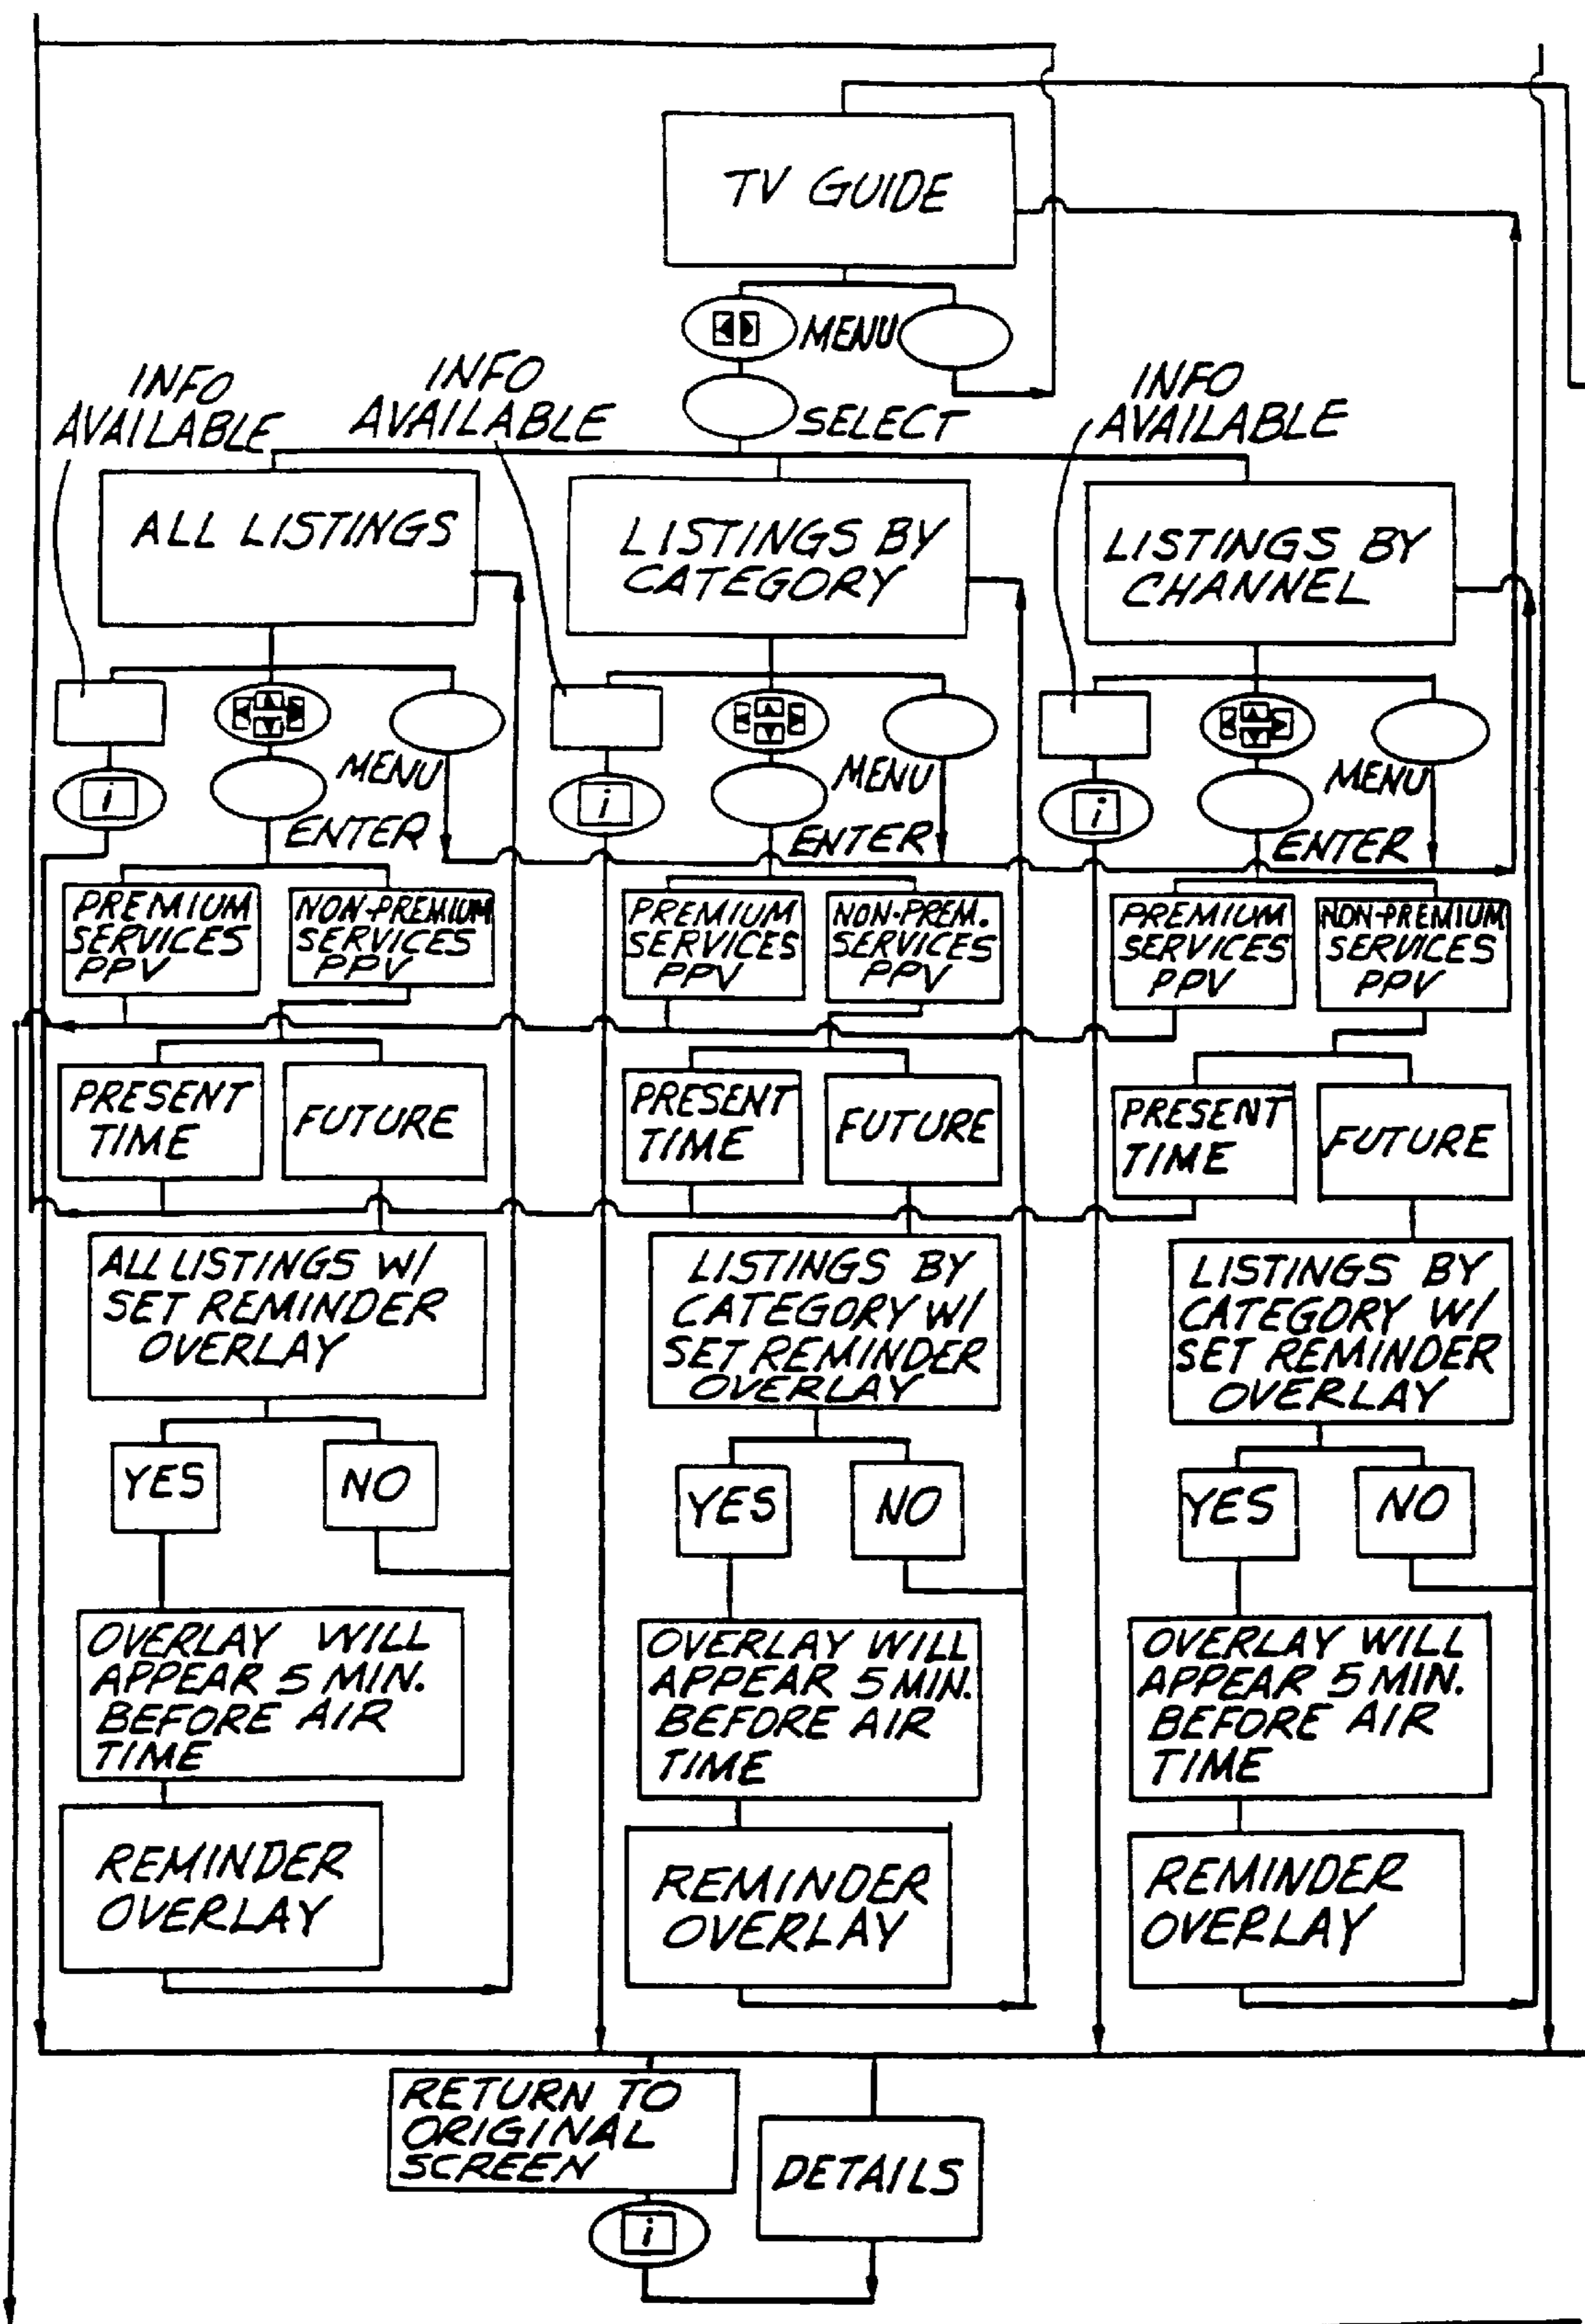 TV GUIDE
MENU
SELECT
INFO
AVAILABLE
INFO
AVAILABLE
INFO
AVAILABLE
ALL LISTINGS
LISTINGS BY
CATEGORY
LISTINGS BY
CHANNEL
MENU
MENU
MENU
i
i
i
ENTER
ENTER
ENTER
PREMIUM
SERVICES
PPV
NON-PREMIUM
SERVICES
PPV
PREMIUM
SERVICES
PPV
NON-PREM.
SERVICES
PPV
PREMIUM
SERVICES
PPV
NON-PREMIUM
SERVICES
PPV
PRESENT
TIME
FUTURE
PRESENT
TIME
FUTURE
PRESENT
TIME
FUTURE
ALL LISTINGS W/
SET REMINDER
OVERLAY
LISTINGS BY
CATEGORY W/
SET REMINDER
OVERLAY
LISTINGS BY
CATEGORY W/
SET REMINDER
OVERLAY
YES
NO
YES
NO
YES
NO
OVERLAY WILL
APPEAR 5 MIN.
BEFORE AIR
TIME
OVERLAY WILL
APPEAR 5 MIN.
BEFORE AIR
TIME
OVERLAY WILL
APPEAR 5 MIN.
BEFORE AIR
TIME
REMINDER
OVERLAY
REMINDER
OVERLAY
REMINDER
OVERLAY
RETURN TO
ORIGINAL
SCREEN
DETAILS
i